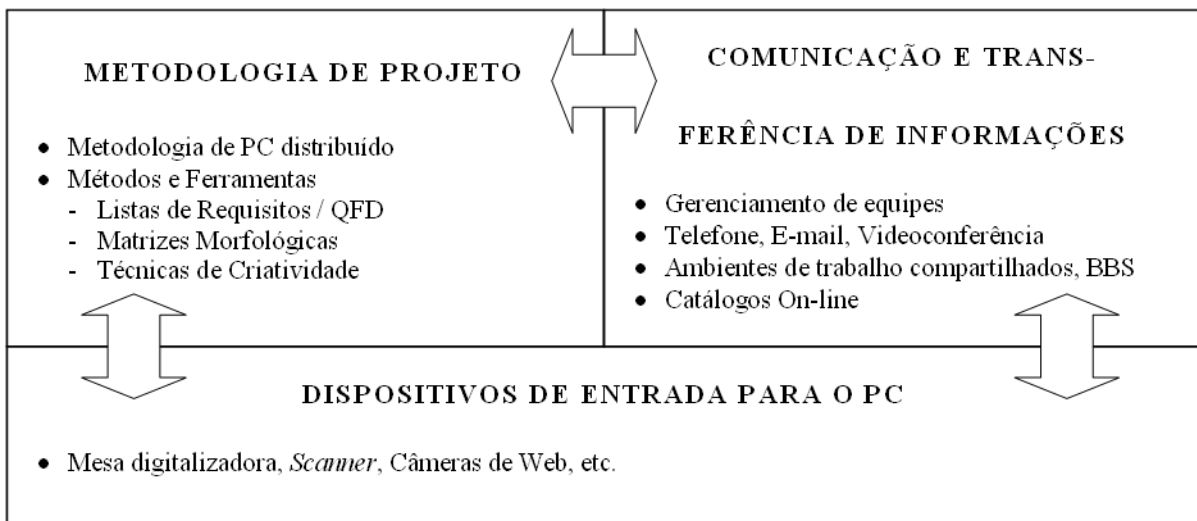 METODOLOGIA DE PROJETO
• Metodologia de PC distribuído
• Métodos e Ferramentas
- Listas de Requisitos / QFD
- Matrizes Morfológicas
- Técnicas de Criatividade
COMUNICAÇÃO E TRANS-
FERÊNCIA DE INFORMAÇÕES
• Gerenciamento de equipes
• Telefone, E-mail, Videoconferência
• Ambientes de trabalho compartilhados, BBS
• Catálogos On-line
DISPOSITIVOS DE ENTRADA PARA O PC
• Mesa digitalizadora, Scanner, Câmeras de Web, etc.